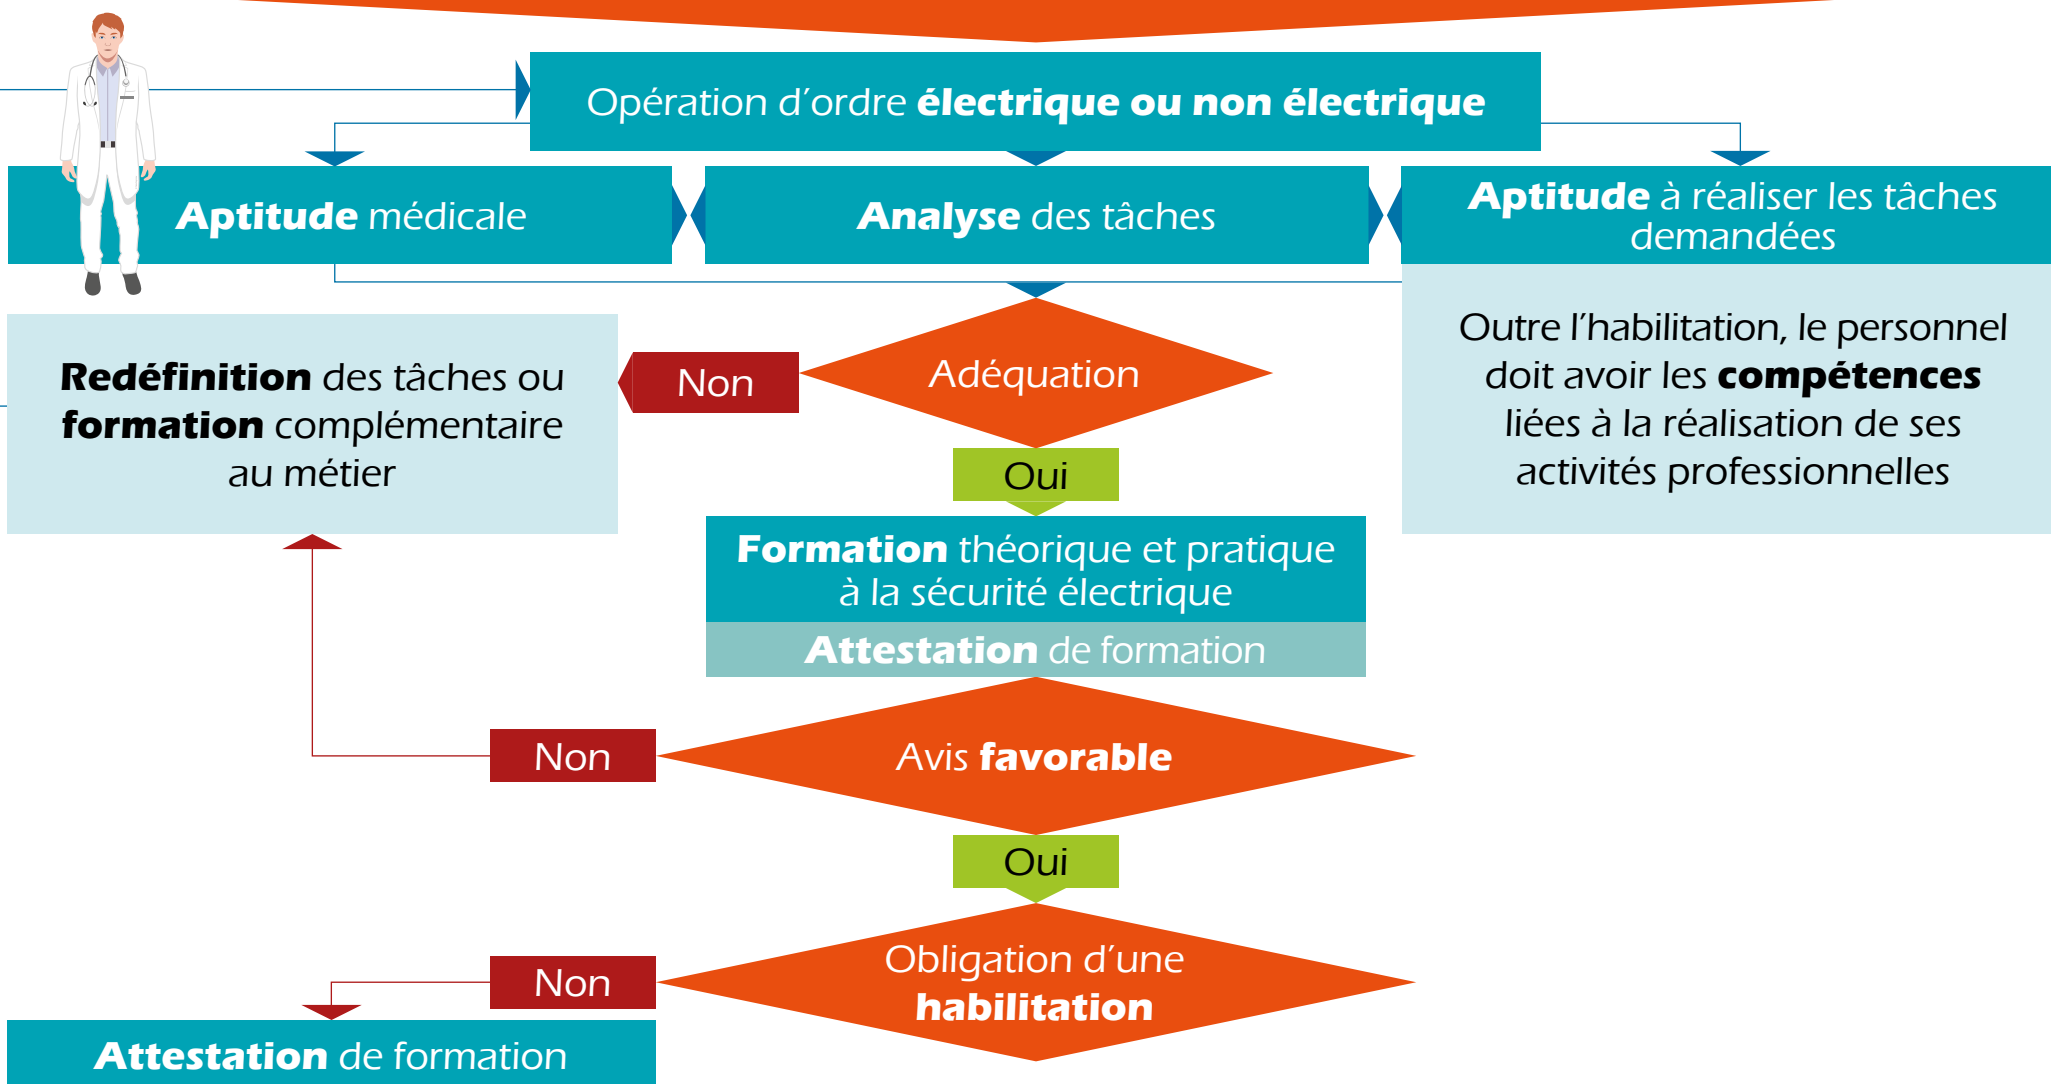 Opération d’ordre électrique ou non électrique
Aptitude médicale
Analyse des tâches
Aptitude à réaliser les tâches
demandées
Outre l’habilitation, le personnel
doit avoir les compétences
liées à la réalisation de ses
activités professionnelles
Adéquation
Non
Redéfinition des tâches ou
formation complémentaire
au métier
Oui
Formation théorique et pratique
à la sécurité électrique
Attestation de formation
Avis favorable
Non
Oui
Obligation d’une
habilitation
Non
Attestation de formation